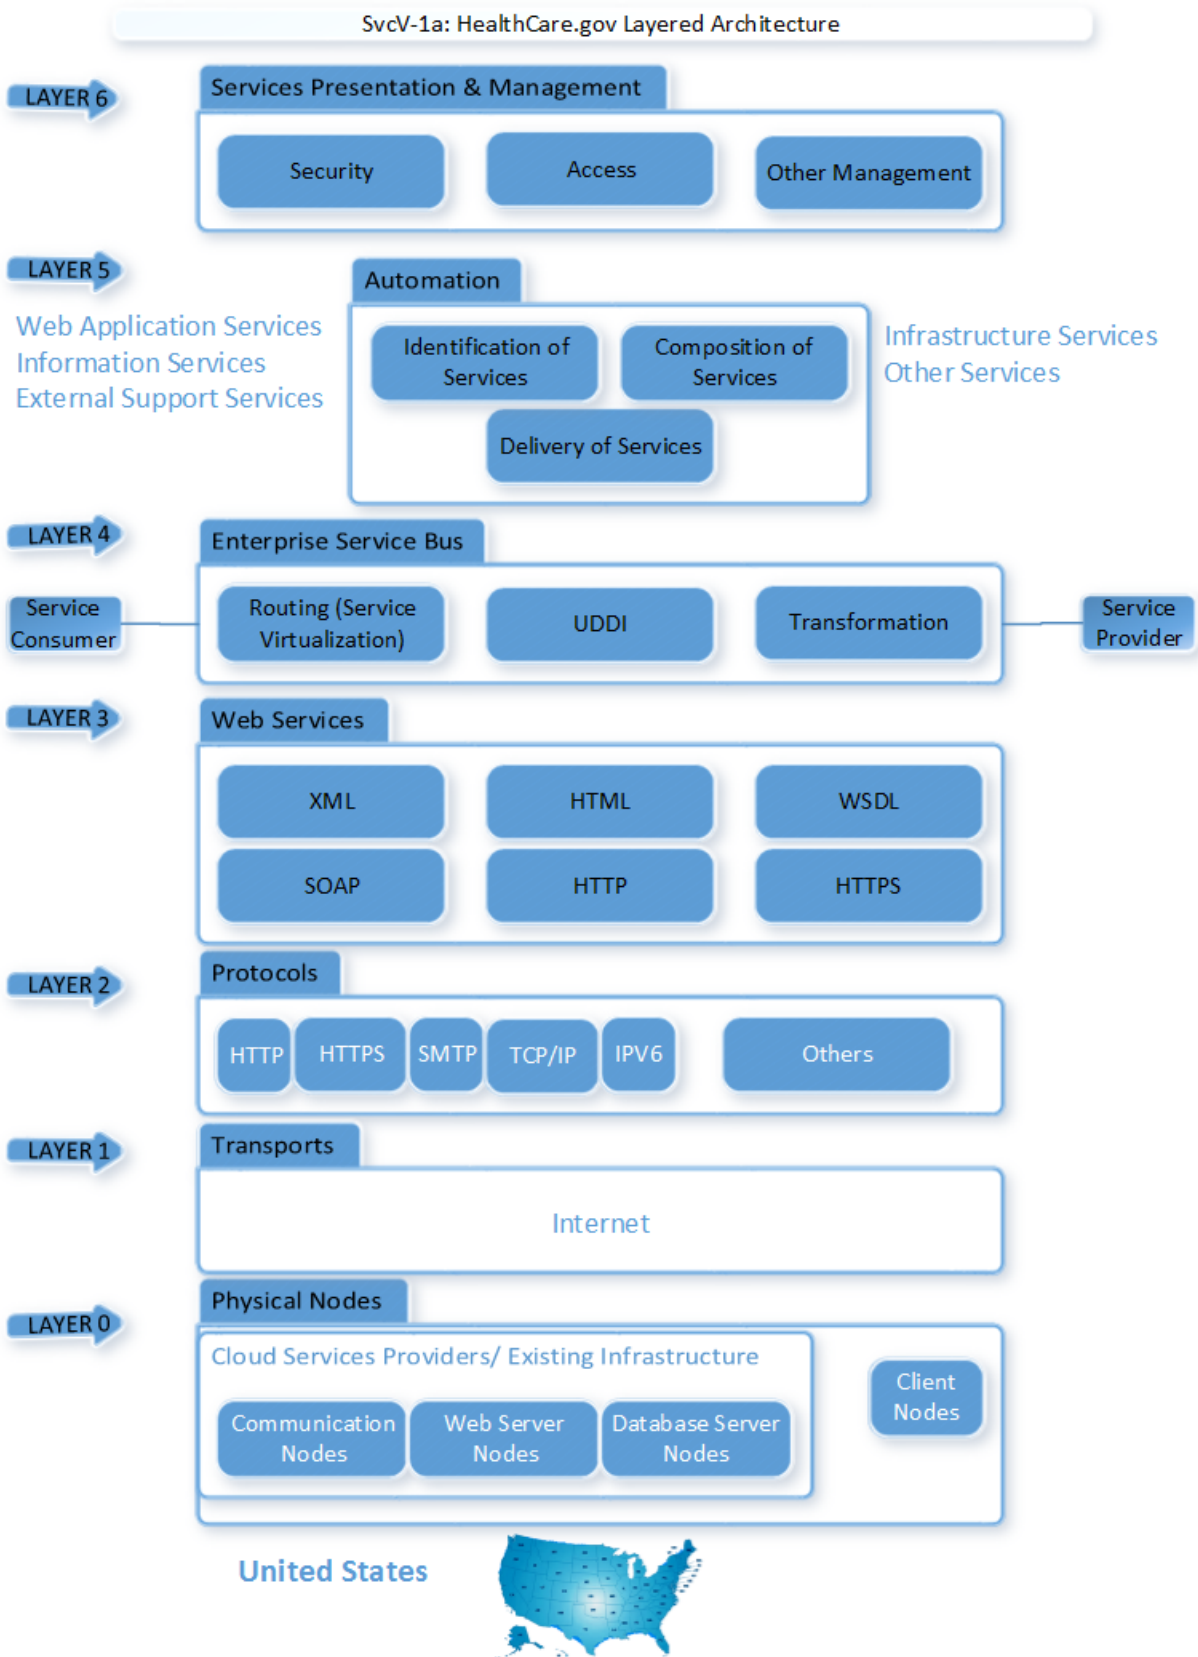 SvcV-1a: HealthCare.gov Layered Architecture
LAYER 6
Services Presentation & Management
Security
Access
Other Management
LAYER 5
Automation
Web Application Services
Information Services
External Support Services
Identification of
Services
Composition of
Services
Delivery of Services
Infrastructure Services
Other Services
LAYER 4
Enterprise Service Bus
Service
Consumer
Routing (Service
Virtualization)
UDDI
Transformation
Service
Provider
LAYER 3
Web Services
XML
HTML
WSDL
SOAP
HTTP
HTTPS
LAYER 2
Protocols
HTTP
HTTPS
SMTP
TCP/IP
IPV6
Others
LAYER 1
Transports
Internet
LAYER 0
Physical Nodes
Cloud Services Providers/ Existing Infrastructure
Communication
Nodes
Web Server
Nodes
Database Server
Nodes
Client
Nodes
United States